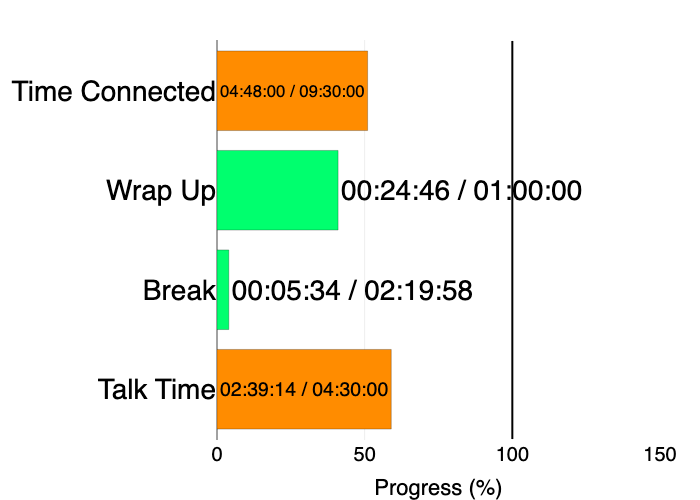 Time Connected 04:48:00 / 09:30:00
Wrap Up 00:24:46 / 01:00:00
Break 00:05:34 / 02:19:58
Talk Time 02:39:14 / 04:30:00
0 50 100 150
Progress (%)